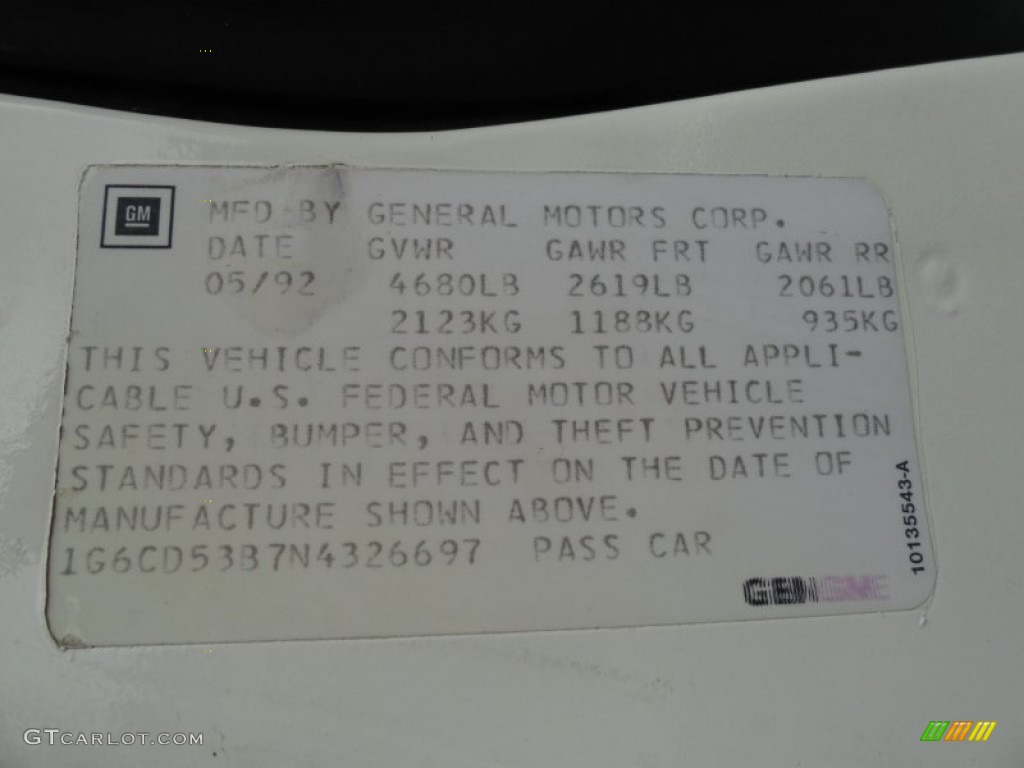 GM
MFD BY GENERAL MOTORS CORP.
DATE GVWR GAWR FRT GAWR RR
05/92 4680LB 2619LB 2061LB
2123KG 1188KG 935KG
THIS VEHICLE CONFORMS TO ALL APPLI-
CABLE U.S. FEDERAL MOTOR VEHICLE
SAFETY, BUMPER, AND THEFT PREVENTION
STANDARDS IN EFFECT ON THE DATE OF
MANUFACTURE SHOWN ABOVE.
1G6CD53B7N4326697 PASS CAR
10135543-A
GTCARLOT.COM